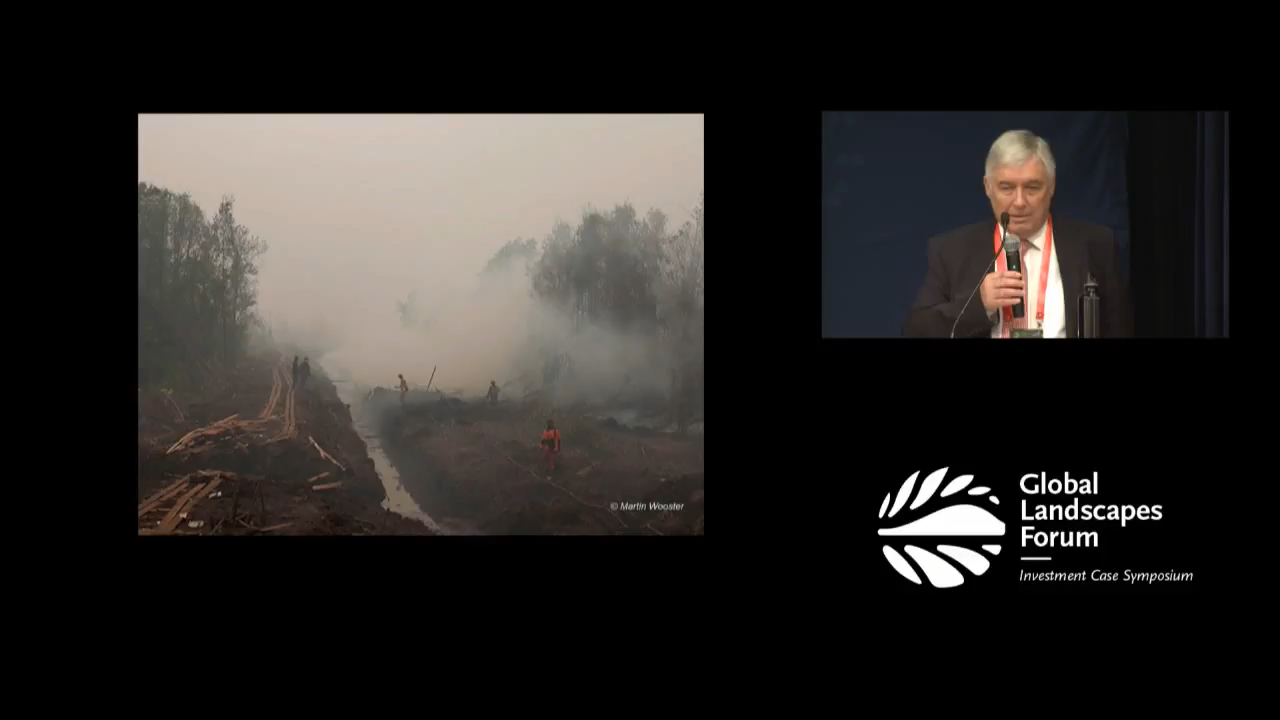 © Martin Wooster
Global
Landscapes
Forum
Investment Case Symposium